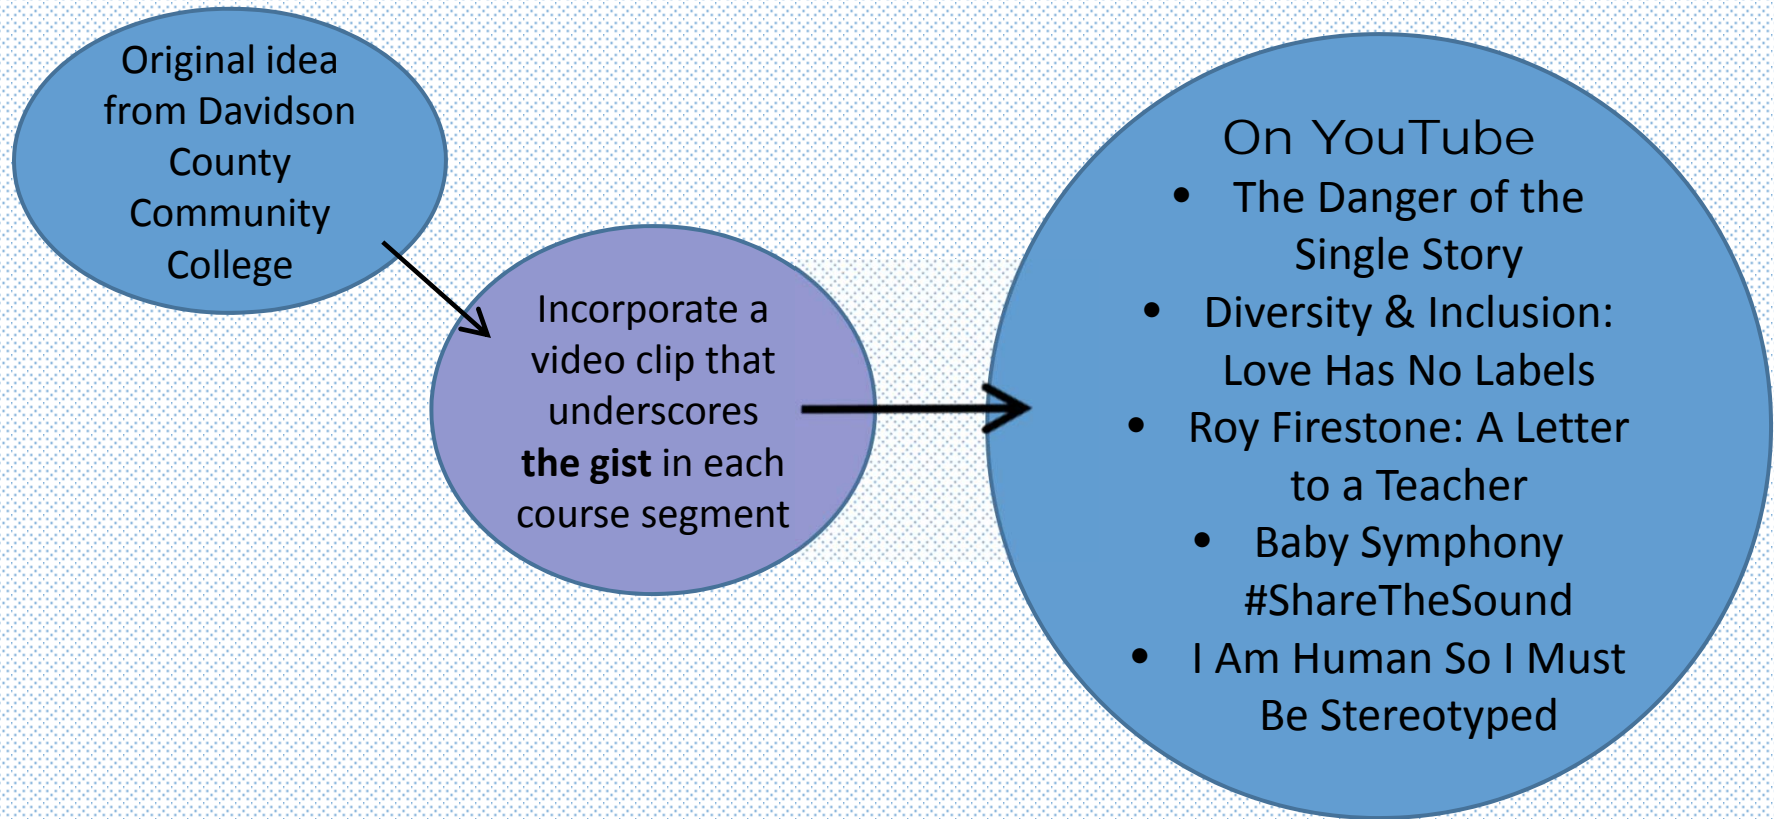 Original idea
from Davidson
County
Community
College
Incorporate a
video clip that
underscores
the gist in each
course segment
On YouTube
• The Danger of the
Single Story
• Diversity & Inclusion:
Love Has No Labels
• Roy Firestone: A Letter
to a Teacher
• Baby Symphony
#ShareTheSound
• I Am Human So I Must
Be Stereotyped